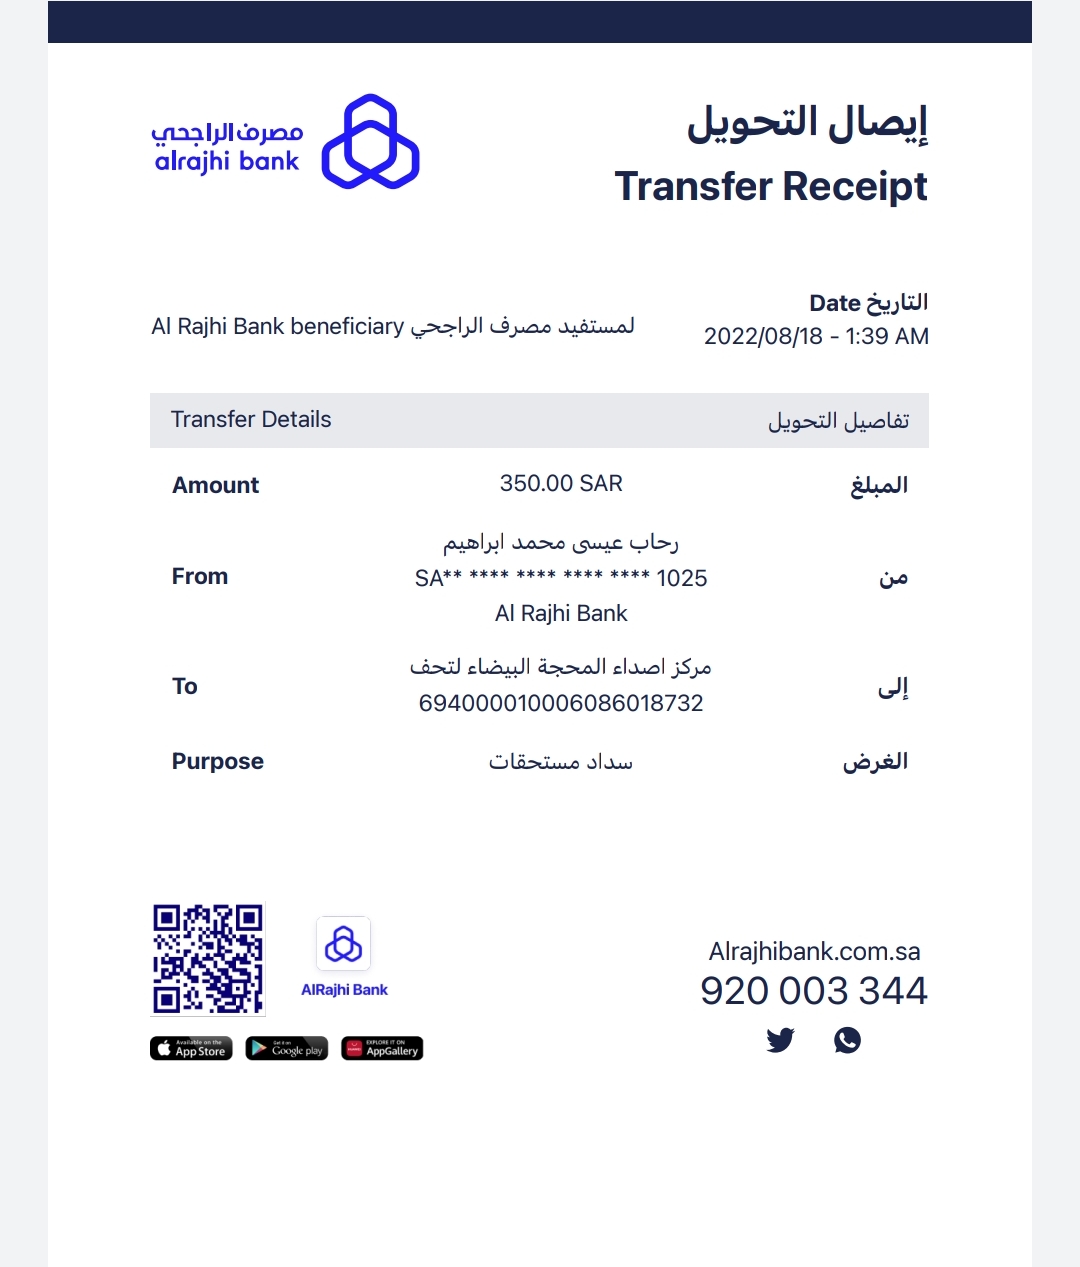 مصرف الراجحي
alrajhi bank
إيصال التحويل
Transfer Receipt
التاريخ Date
2022/08/18 - 1:39 AM
Al Rajhi Bank beneficiary لمستفيد مصرف الراجحي
Transfer Details تفاصيل التحويل
Amount 350.00 SAR المبلغ
رحاب عيسى محمد ابراهيم
From SA** **** **** **** **** 1025 من
Al Rajhi Bank
مركز اصداء المحجة البيضاء لتحف
To 694000010006086018732 إلى
Purpose سداد مستحقات الغرض
AlRajhi Bank
Available on the App Store
Get it on Google play
EXPLORE IT ON AppGallery
Alrajhibank.com.sa
920 003 344